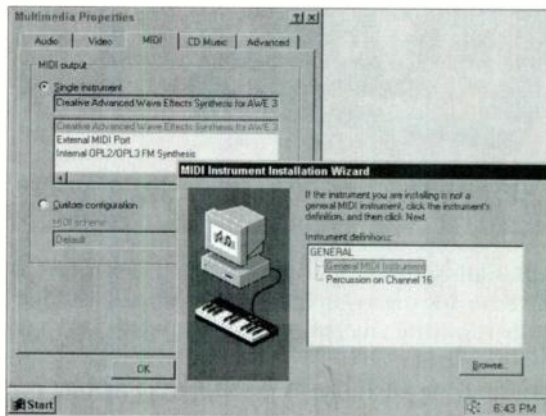 Multimedia Properties
Audio
Video
MIDI
CD Music
Advanced
MIDI output
Single instrument
Creative Advanced Wave Effects Synthesis for AWE 3
Creative Advanced Wave Effects Synthesis for AWE 3
External MIDI Port
Internal OPL2/OPL3 FM Synthesis
Custom configuration
MIDI scheme
Default
OK
MIDI Instrument Installation Wizard
If the instrument you are installing is not a
general MIDI instrument, click the instrument's
definition, and then click Next.
Instrument definitions:
GENERAL
General MIDI Instrument
Percussion on Channel 16
Browse...
Start
6:43 PM